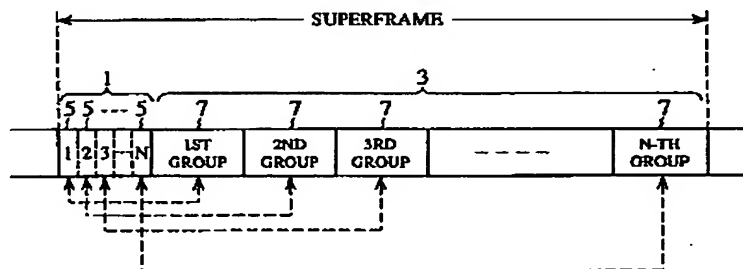 SUPERFRAME
1 3
5 5 ---- 5 7 7 7 7
1 2 3 --- N 1ST GROUP 2ND GROUP 3RD GROUP ---- N-TH GROUP